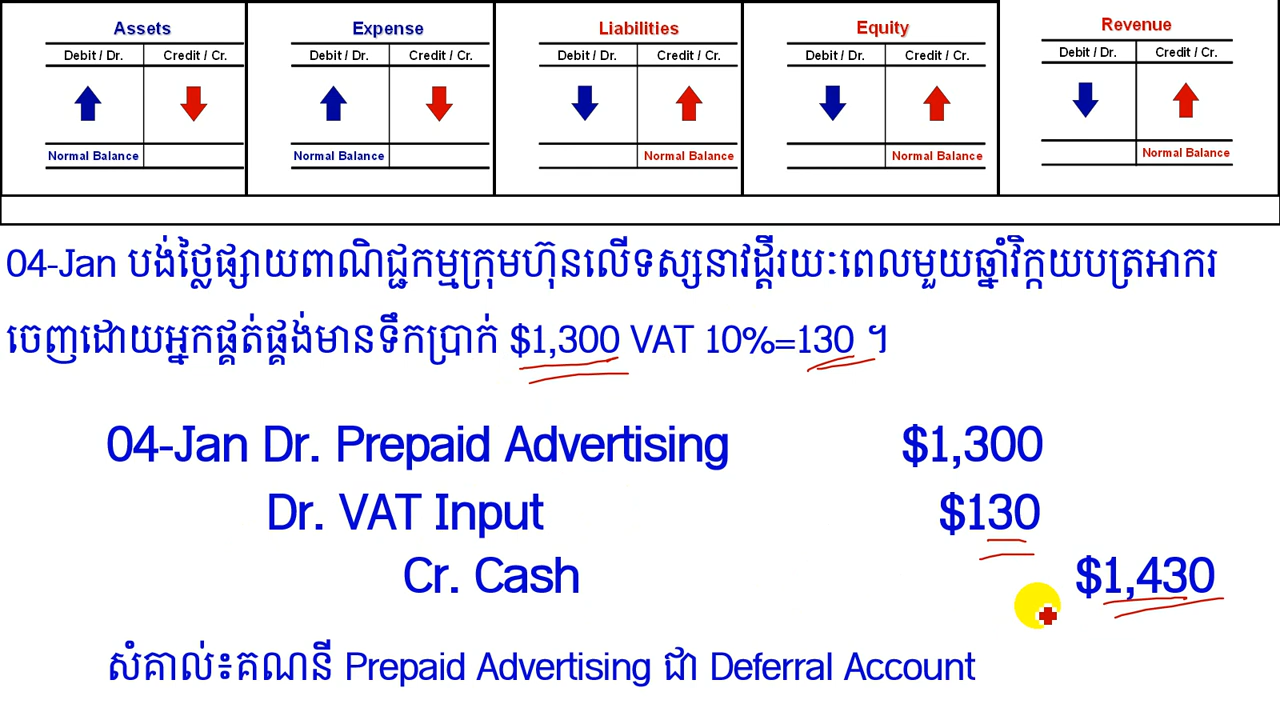 Assets Expense Liabilities Equity Revenue
Debit / Dr. Credit / Cr. Debit / Dr. Credit / Cr. Debit / Dr. Credit / Cr. Debit / Dr. Credit / Cr. Debit / Dr. Credit / Cr.
Normal Balance Normal Balance Normal Balance Normal Balance Normal Balance
04-Jan បង់ថ្លៃផ្សាយពាណិជ្ជកម្មក្រុមហ៊ុនលើទស្សនាវដ្ដីរយៈពេលមួយឆ្នាំវិក្កយបត្រអាករ
ចេញដោយអ្នកផ្គត់ផ្គង់មានទឹកប្រាក់ $1,300 VAT 10%=130 ។
04-Jan Dr. Prepaid Advertising $1,300
Dr. VAT Input $130
Cr. Cash $1,430
សំគាល់៖គណនី Prepaid Advertising ជា Deferral Account